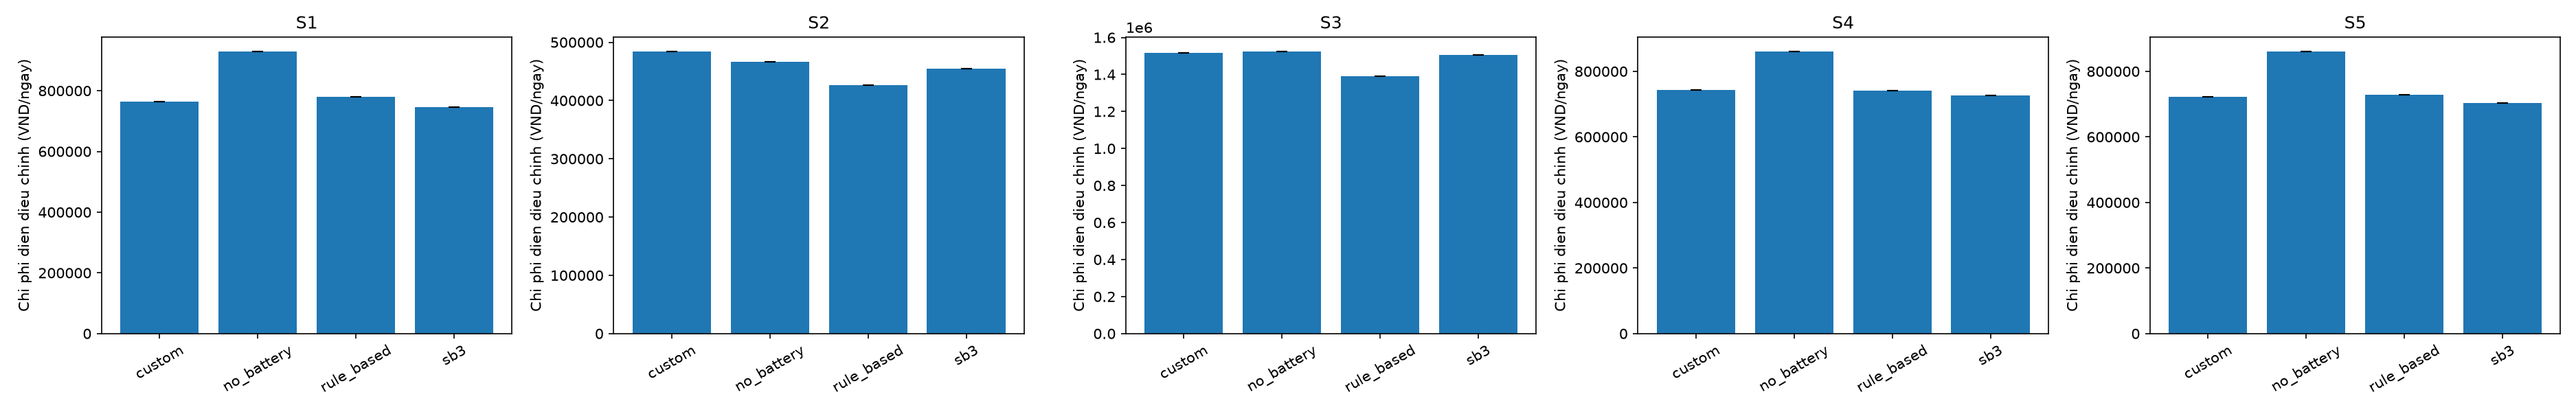 S1
Chi phi dien dieu chinh (VND/ngay)
800000
600000
400000
200000
0
custom
no_battery
rule_based
sb3
S2
Chi phi dien dieu chinh (VND/ngay)
500000
400000
300000
200000
100000
0
custom
no_battery
rule_based
sb3
S3
1e6
Chi phi dien dieu chinh (VND/ngay)
1.6
1.4
1.2
1.0
0.8
0.6
0.4
0.2
0.0
custom
no_battery
rule_based
sb3
S4
Chi phi dien dieu chinh (VND/ngay)
800000
600000
400000
200000
0
custom
no_battery
rule_based
sb3
S5
Chi phi dien dieu chinh (VND/ngay)
800000
600000
400000
200000
0
custom
no_battery
rule_based
sb3